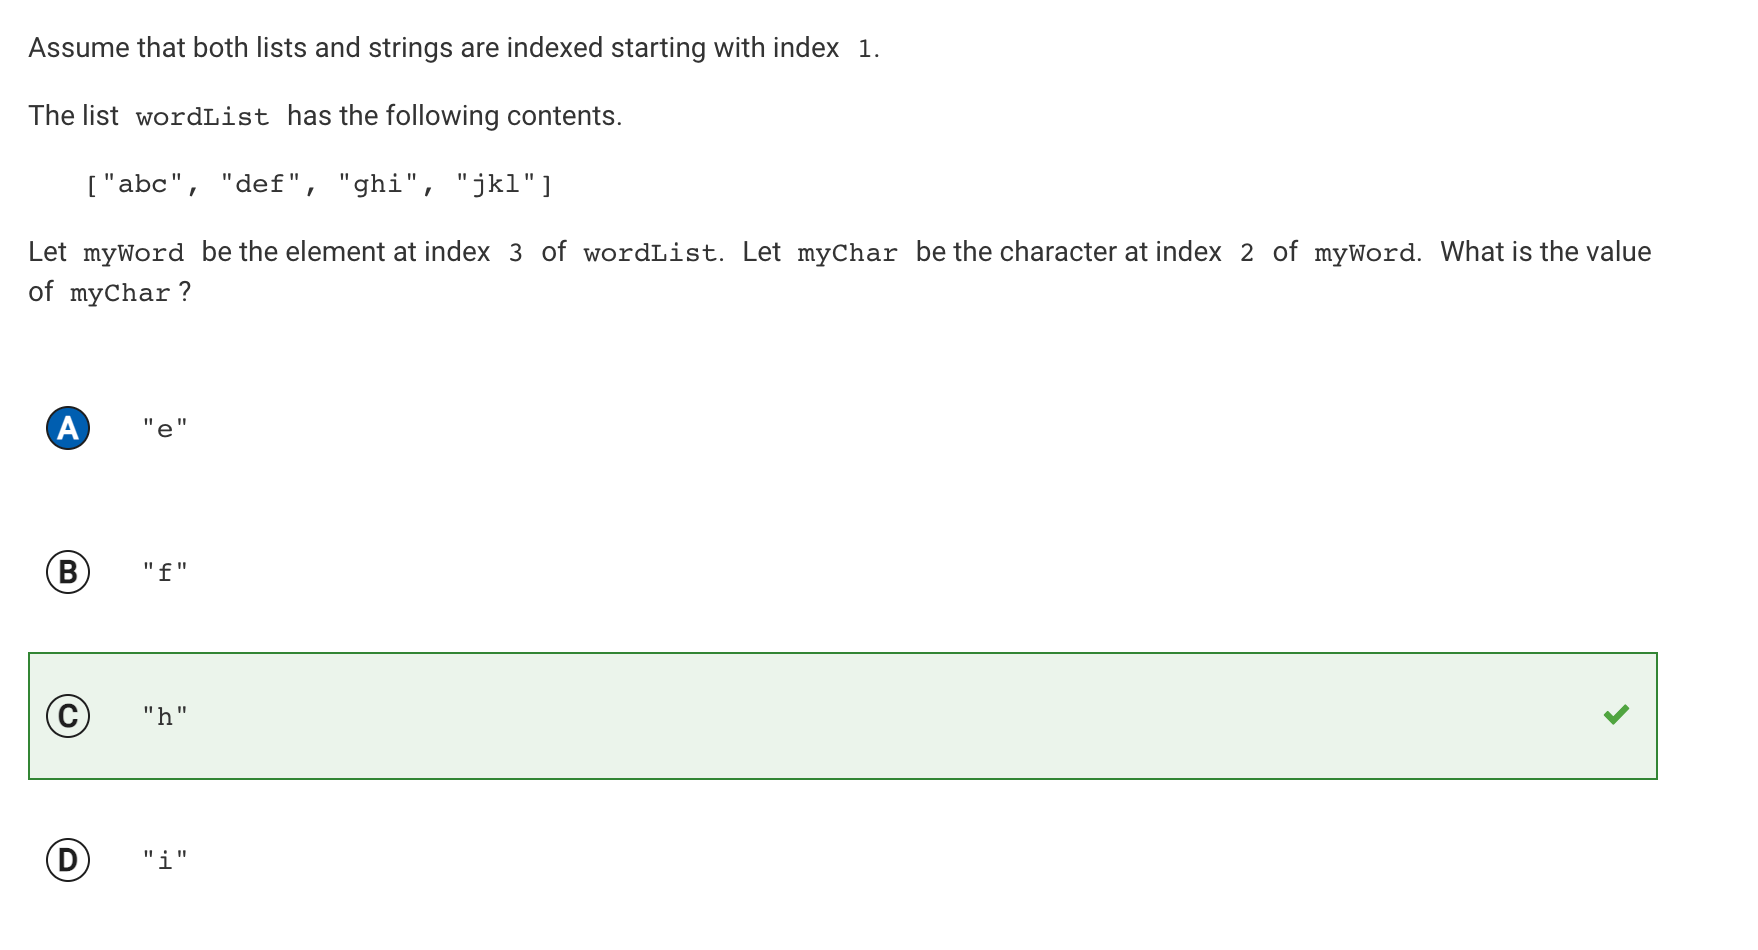 Assume that both lists and strings are indexed starting with index 1.
The list wordList has the following contents.
["abc", "def", "ghi", "jkl"]
Let myWord be the element at index 3 of wordList. Let myChar be the character at index 2 of myWord. What is the value
of myChar ?
A "e"
B "f"
C "h"
D "i"